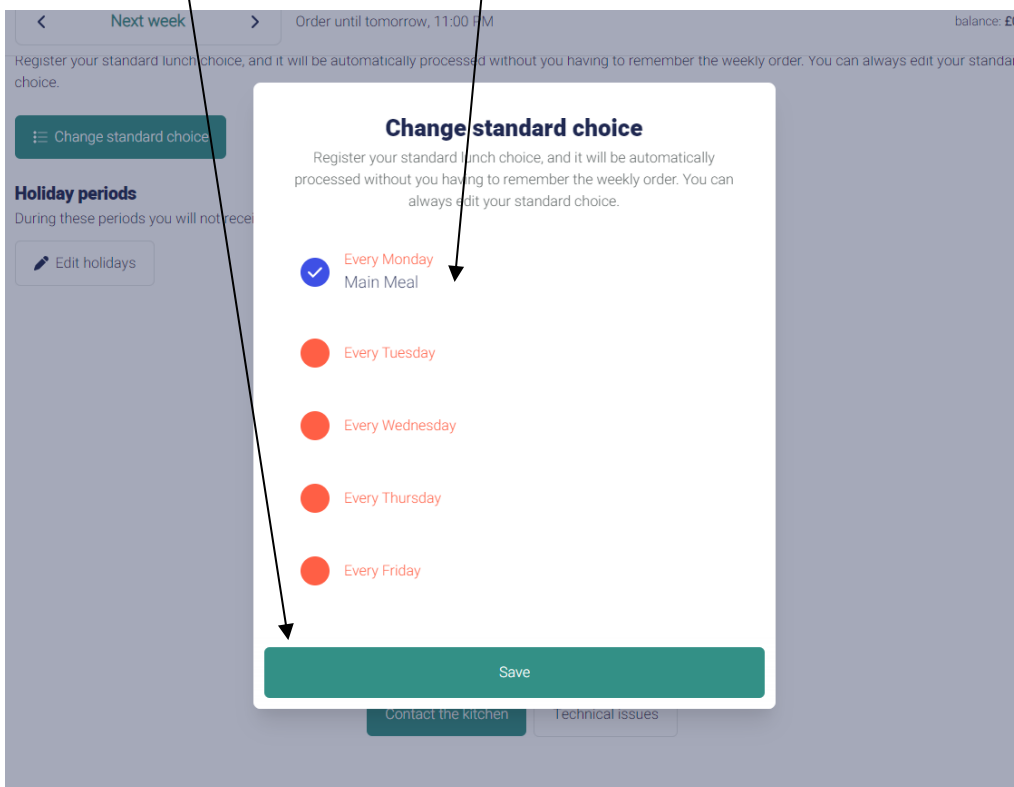 Next week
Order until tomorrow, 11:00 PM
balance: £
Register your standard lunch choice, and it will be automatically processed without you having to remember the weekly order. You can always edit your
choice.
Change standard choice
Holiday periods
During these periods you will not
Edit holidays
Change standard choice
Register your standard lunch choice, and it will be automatically
processed without you having to remember the weekly order. You can
always edit your standard choice.
Every Monday
Main Meal
Every Tuesday
Every Wednesday
Every Thursday
Every Friday
Save
Contact the kitchen
Technical issues